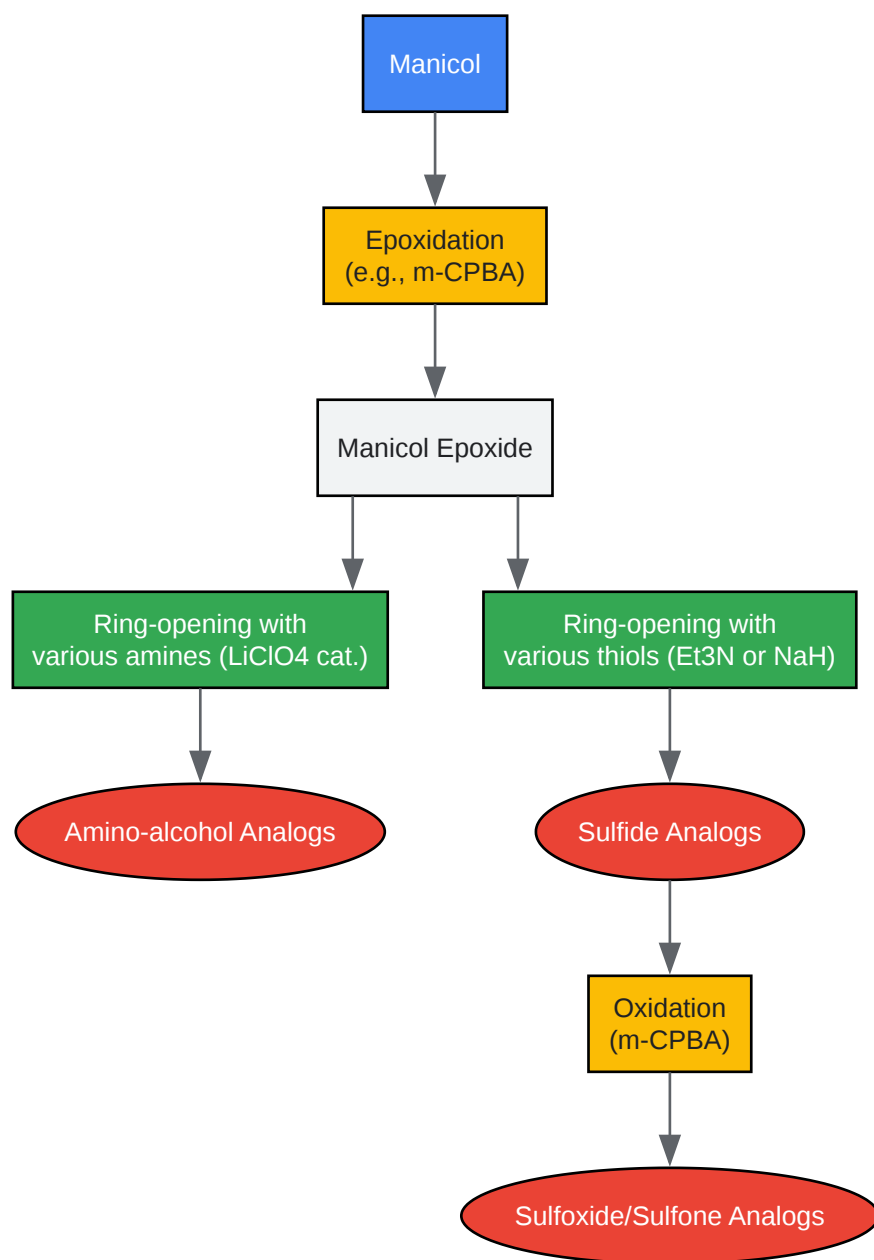 Manicol
Epoxidation
(e.g., m-CPBA)
Manicol Epoxide
Ring-opening with
various amines (LiClO4 cat.)
Ring-opening with
various thiols (Et3N or NaH)
Amino-alcohol Analogs
Sulfide Analogs
Oxidation
(m-CPBA)
Sulfoxide/Sulfone Analogs